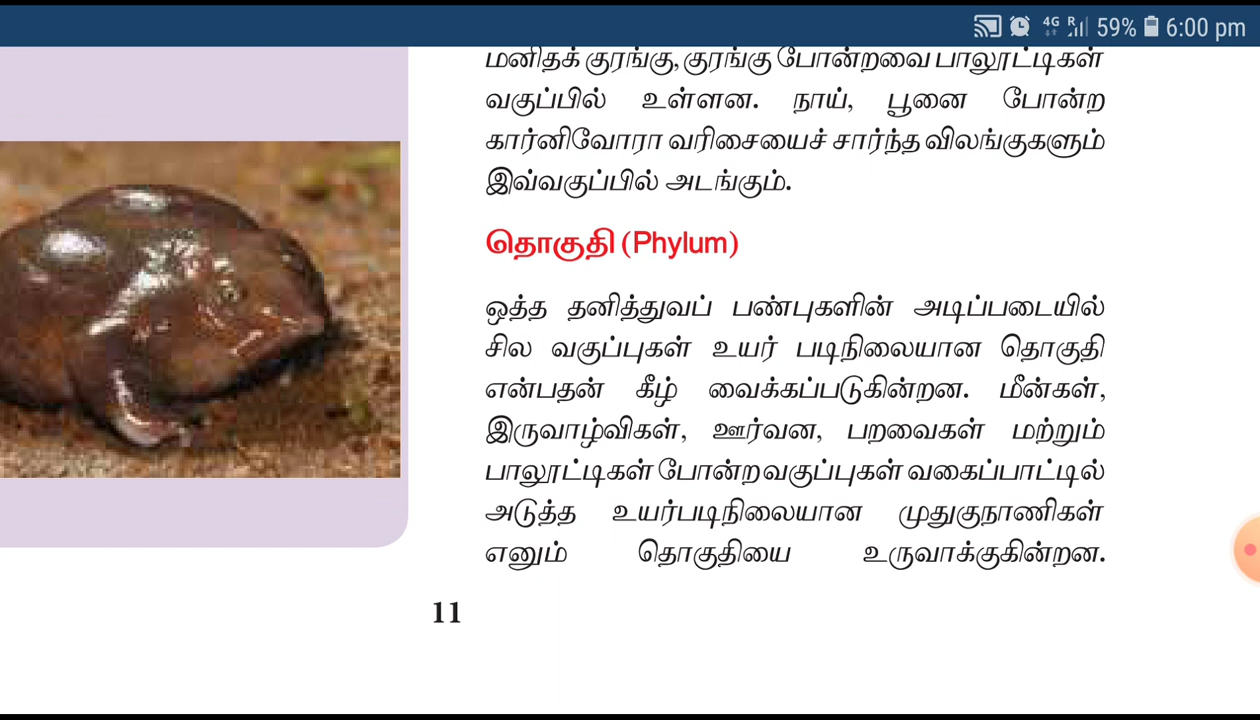 4G R 59% 6:00 pm
மனிதக் குரங்கு, குரங்கு போன்றவை பாலூட்டிகள்
வகுப்பில் உள்ளன. நாய், பூனை போன்ற
கார்னிவோரா வரிசையைச் சார்ந்த விலங்குகளும்
இவ்வகுப்பில் அடங்கும்.
தொகுதி (Phylum)
ஒத்த தனித்துவப் பண்புகளின் அடிப்படையில்
சில வகுப்புகள் உயர் படிநிலையான தொகுதி
என்பதன் கீழ் வைக்கப்படுகின்றன. மீன்கள்,
இருவாழ்விகள், ஊர்வன, பறவைகள் மற்றும்
பாலூட்டிகள் போன்ற வகுப்புகள் வகைப்பாட்டில்
அடுத்த உயர்படிநிலையான முதுகுநாணிகள்
எனும் தொகுதியை உருவாக்குகின்றன.
11